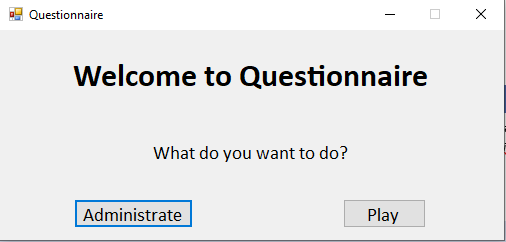 Questionnaire
Welcome to Questionnaire
What do you want to do?
Administrate
Play